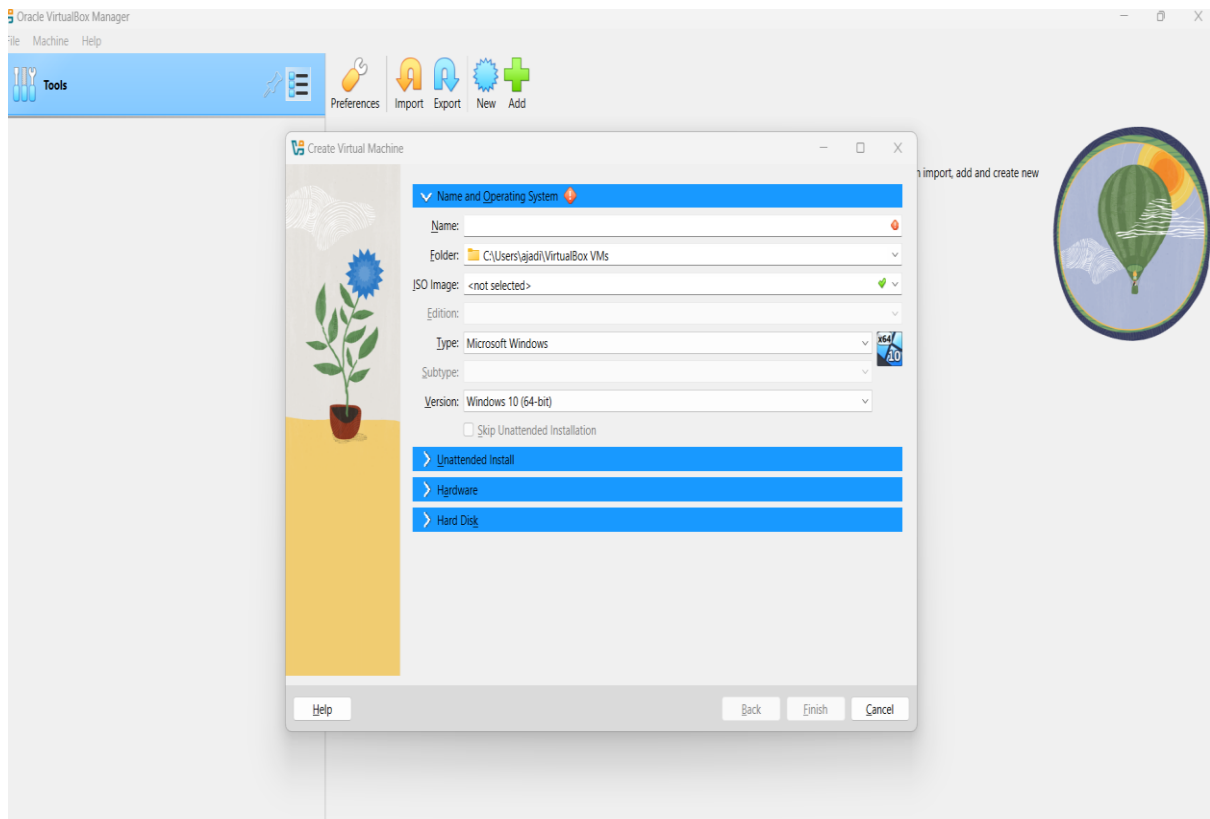 Oracle VirtualBox Manager
File Machine Help
Tools
Preferences Import Export New Add
Create Virtual Machine
n import, add and create new
Name and Operating System
Name:
Folder: C:\Users\ajadi\VirtualBox VMs
ISO Image: <not selected>
Edition:
Type: Microsoft Windows
x64
10
Subtype:
Version: Windows 10 (64-bit)
Skip Unattended Installation
Unattended Install
Hardware
Hard Disk
Help Back Finish Cancel